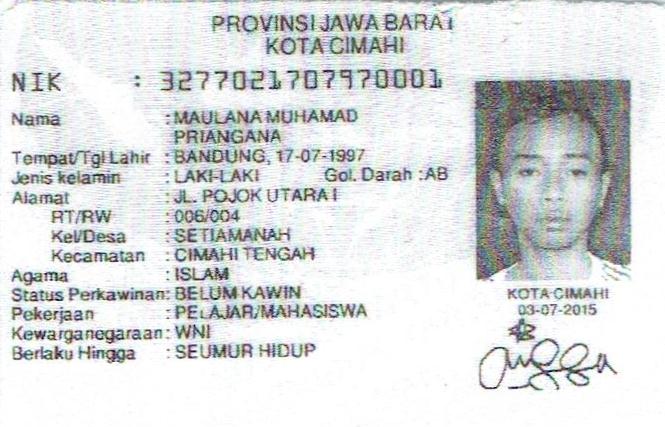 PROVINSI JAWA BARAT
KOTA CIMAHI
NIK : 3277021707970001
Nama : MAULANA MUHAMAD
PRIANGANA
Tempat/Tgl Lahir : BANDUNG, 17-07-1997
Jenis kelamin : LAKI-LAKI Gol. Darah :AB
Alamat : JL. POJOK UTARA I
RT/RW : 006/004
Kel/Desa : SETIAMANAH
Kecamatan : CIMAHI TENGAH
Agama : ISLAM
Status Perkawinan: BELUM KAWIN
Pekerjaan : PELAJAR/MAHASISWA
Kewarganegaraan: WNI
Berlaku Hingga : SEUMUR HIDUP
KOTA CIMAHI
03-07-2015